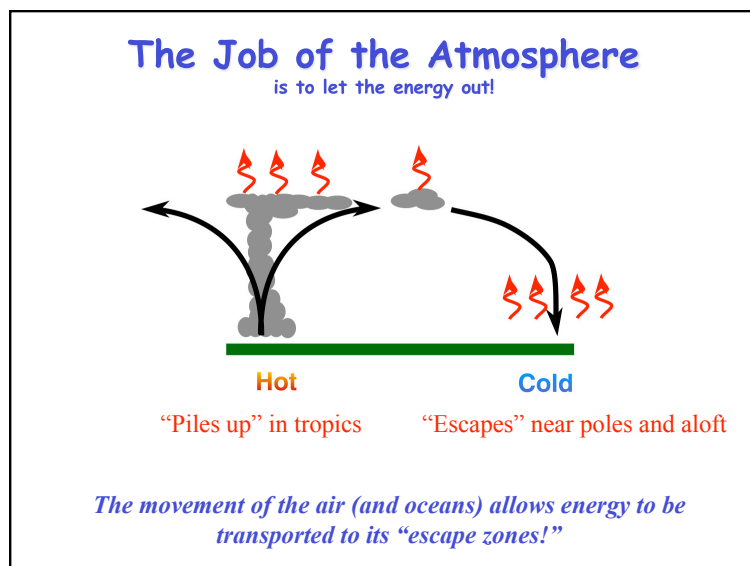 The Job of the Atmosphere
is to let the energy out!
Hot
Cold
“Piles up” in tropics
“Escapes” near poles and aloft
The movement of the air (and oceans) allows energy to be
transported to its “escape zones!”